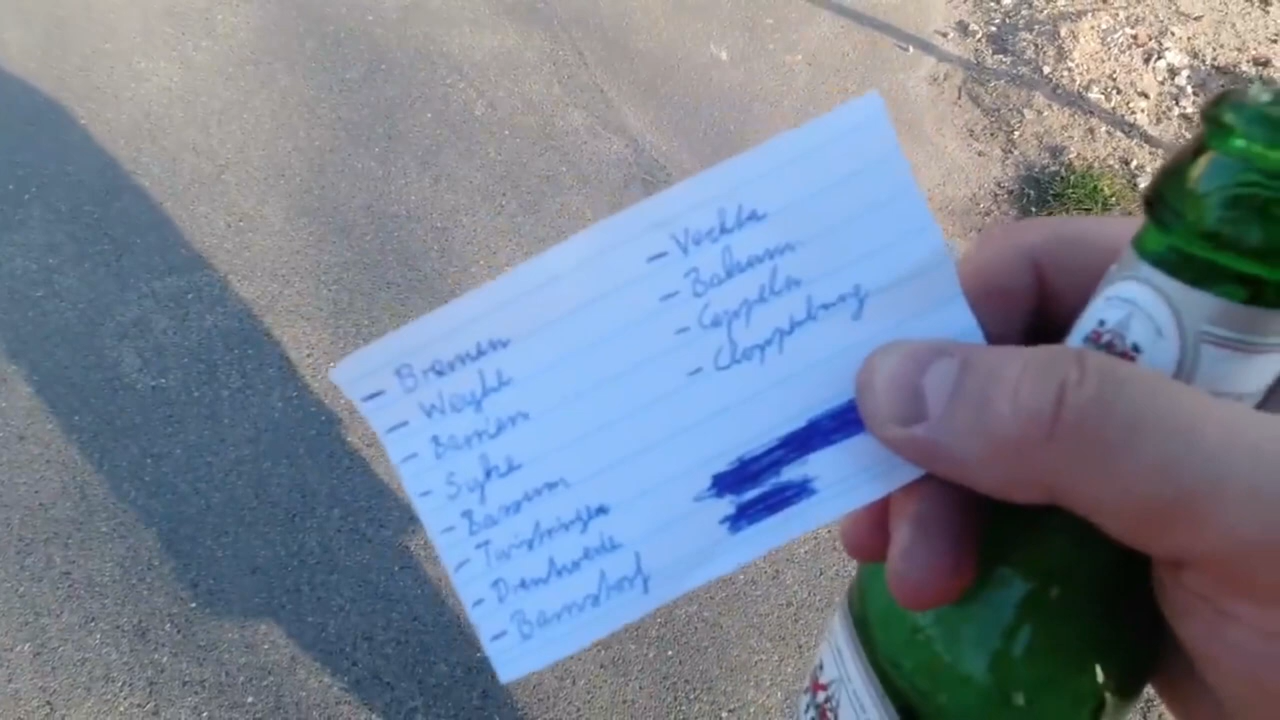 - Bremen
- Weyhe
- Barrien
- Syke
- Bassum
- Twistringen
- Drentwede
- Barnstorf
- Vechta
- Bakum
- Cappeln
- Cloppenburg